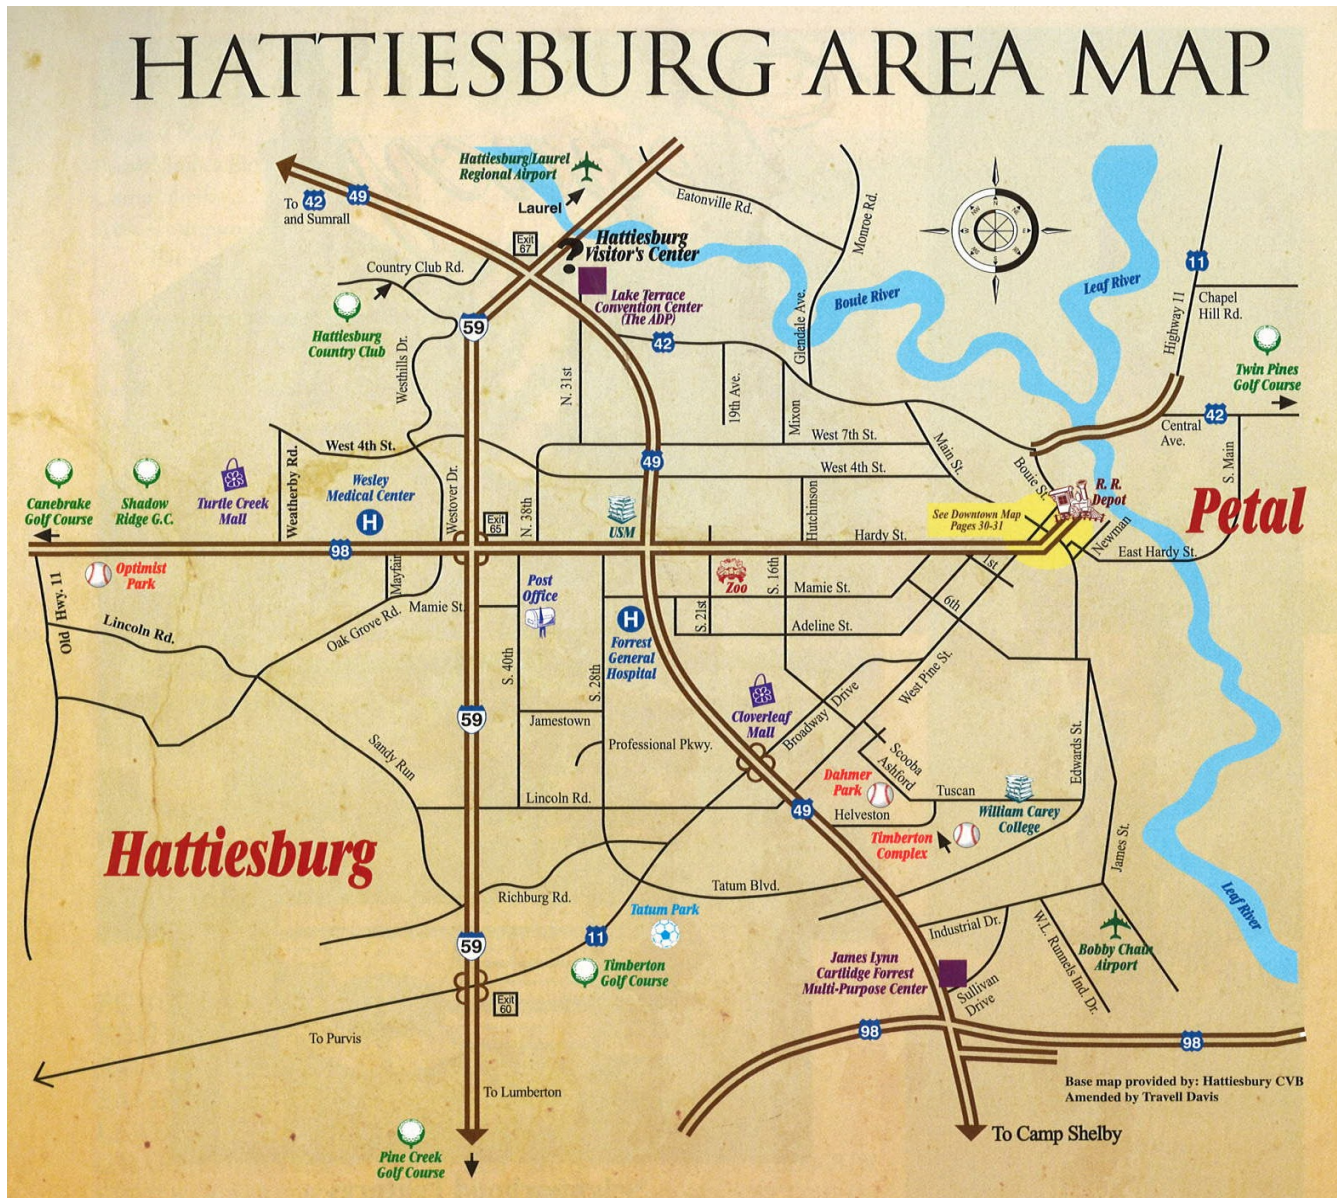 HATTIESBURG AREA MAP
Hattiesburg/Laurel
Regional Airport
Laurel
To
42
49
and Sumrall
Exit
67
?
Hattiesburg
Visitor's Center
Eatonville Rd.
Monroe Rd.
Country Club Rd.
Lake Terrace
Convention Center
(The ADP)
Glendale Ave.
Bouie River
Leaf River
11
Chapel
Hill Rd.
Highway 11
Hattiesburg
Country Club
59
42
Westhills Dr.
N. 31st
19th Ave.
Mixon
Twin Pines
Golf Course
42
Central
Ave.
S. Main
West 7th St.
West 4th St.
West 4th St.
Main St.
Bouie St.
49
Weatherby Rd.
Westover Dr.
Canebrake
Golf Course
Shadow
Ridge G.C.
Turtle Creek
Mall
Wesley
Medical Center
H
Exit
65
N. 38th
USM
Hutchinson
R. R.
Depot
Petal
See Downtown Map
Pages 30-31
Hardy St.
Newman
East Hardy St.
98
Optimist
Park
Mayfair
Old Hwy. 11
Lincoln Rd.
Oak Grove Rd.
Mamie St.
Post
Office
Zoo
S. 16th
Mamie St.
1st
6th
S. 21st
Adeline St.
H
Forrest
General
Hospital
S. 40th
S. 28th
West Pine St.
59
Jamestown
Cloverleaf
Mall
Broadway Drive
Professional Pkwy.
Sandy Run
Scooba
Ashford
Edwards St.
Dahmer
Park
Tuscan
William Carey
College
Lincoln Rd.
49
Helveston
Timberton
Complex
James St.
Hattiesburg
Richburg Rd.
Tatum Blvd.
Leaf River
Tatum Park
11
59
Industrial Dr.
W.L. Runnels Ind. Dr.
Bobby Chain
Airport
Timberton
Golf Course
James Lynn
Cartlidge Forrest
Multi-Purpose Center
Sullivan
Drive
Exit
60
98
98
To Purvis
To Lumberton
Base map provided by: Hattiesbury CVB
Amended by Travell Davis
To Camp Shelby
Pine Creek
Golf Course